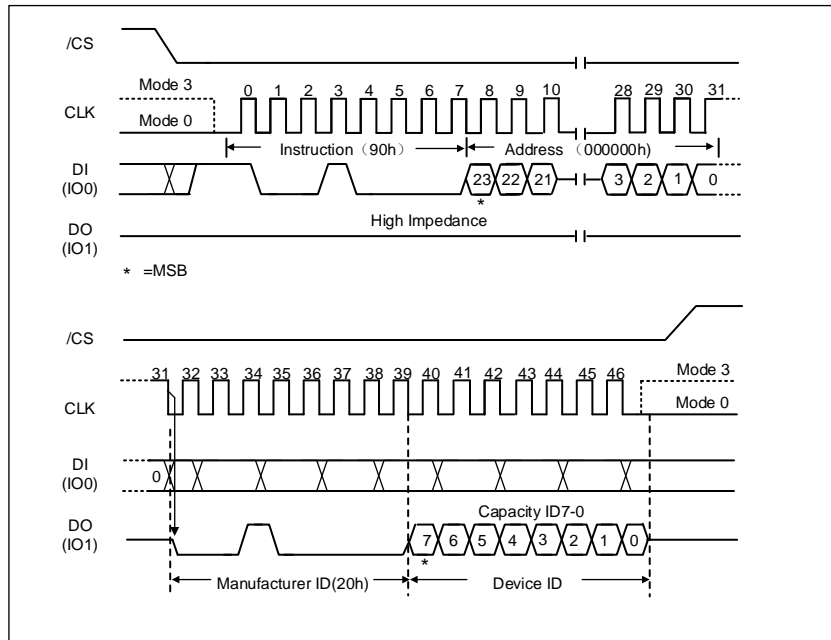 /CS
Mode 3
0 1 2 3 4 5 6 7 8 9 10 28 29 30 31
CLK
Mode 0
Instruction（90h） Address （000000h)
DI
(IO0)
23 22 21 3 2 1 0
*
High Impedance
DO
(IO1)
* =MSB
/CS
31 32 33 34 35 36 37 38 39 40 41 42 43 44 45 46
Mode 3
CLK
Mode 0
DI
(IO0)
0
Capacity ID7-0
DO
(IO1)
7 6 5 4 3 2 1 0
*
Manufacturer ID(20h) Device ID